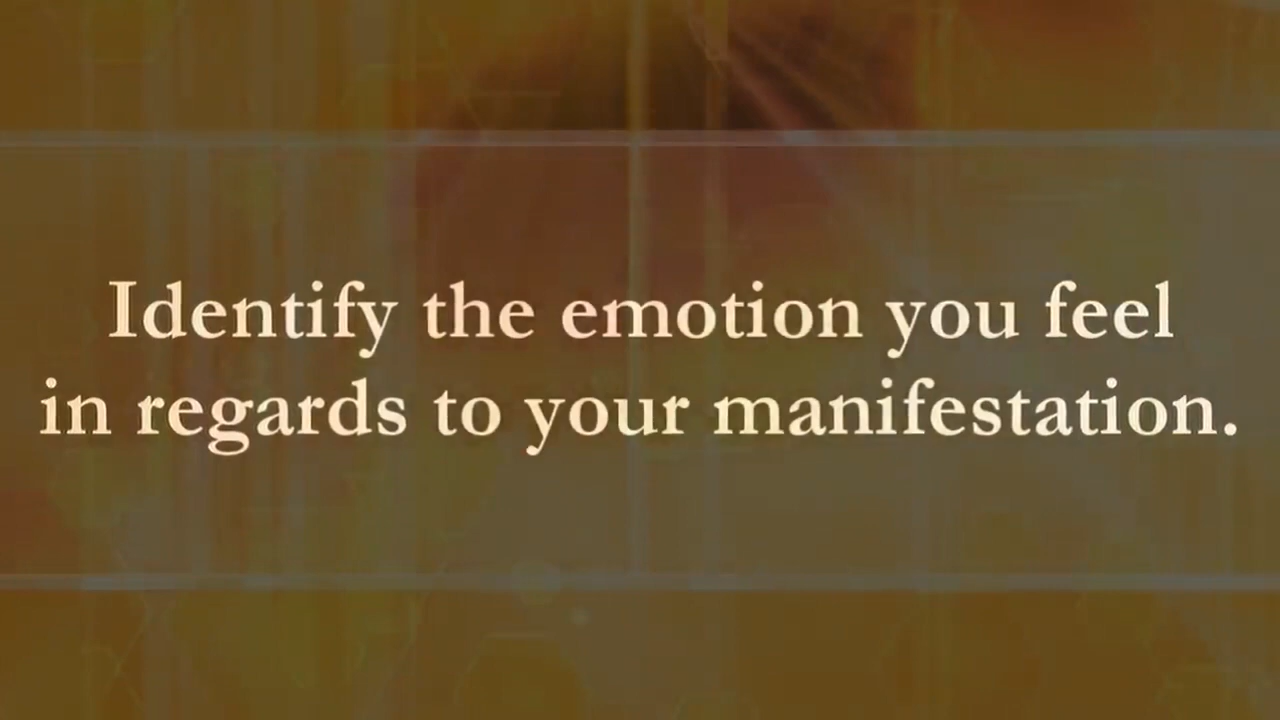 Identify the emotion you feel
in regards to your manifestation.